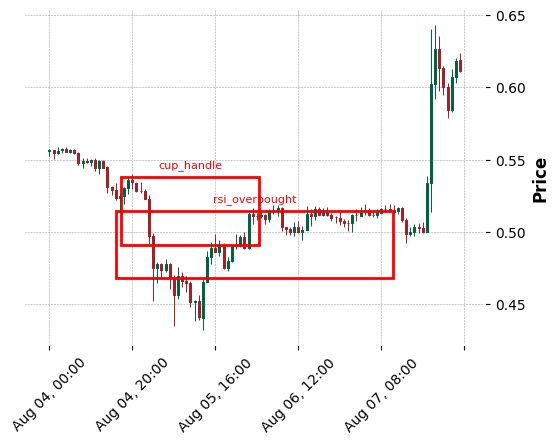 0.65
0.60
cup_handle
0.55
rsi_overbought
0.50
0.45
Price
Aug 04, 00:00
Aug 04, 20:00
Aug 05, 16:00
Aug 06, 12:00
Aug 07, 08:00